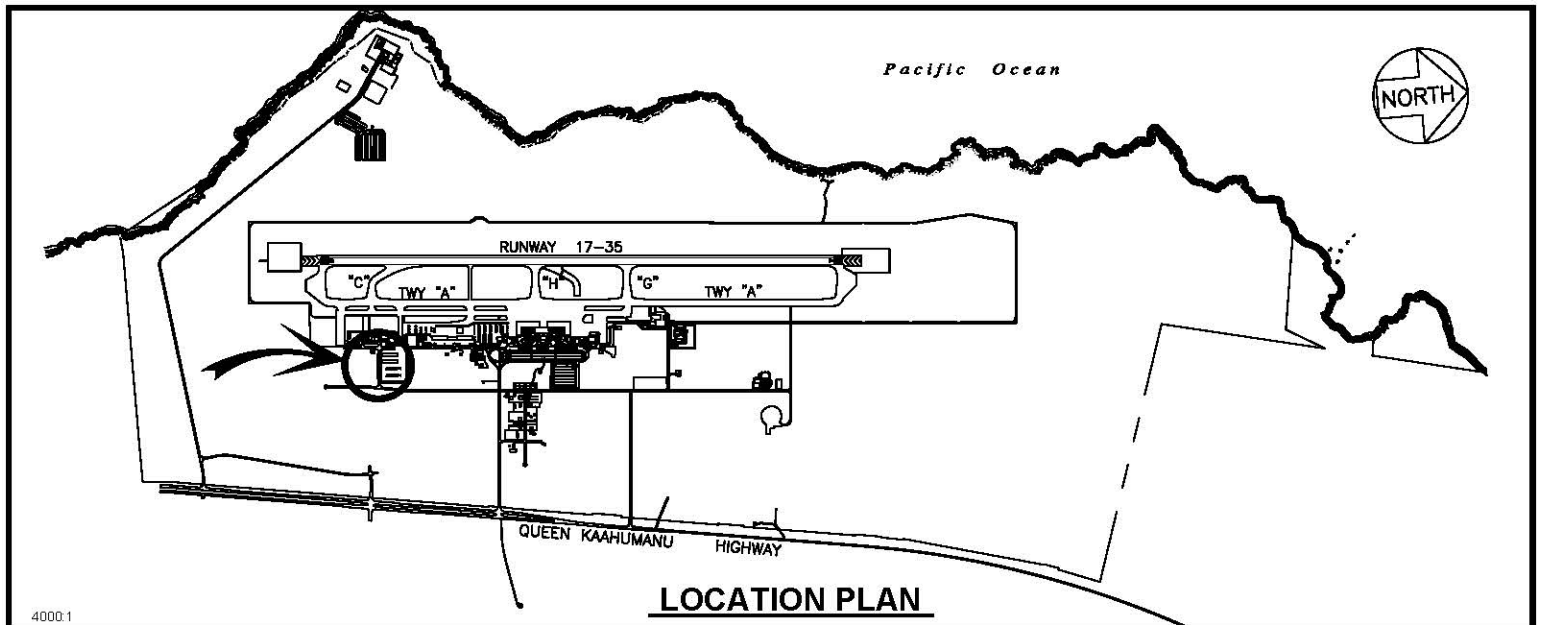 Pacific Ocean
NORTH
RUNWAY 17-35
"C"
TWY "A"
"H"
"G"
TWY "A"
QUEEN KAAHUMANU HIGHWAY
LOCATION PLAN
4000:1